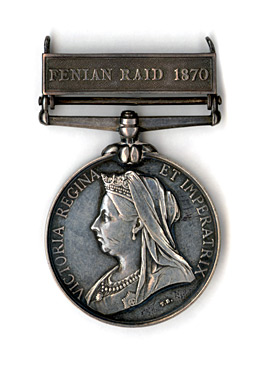 FENIAN RAID 1870
VICTORIA REGINA ET IMPERATRIX
T.B.